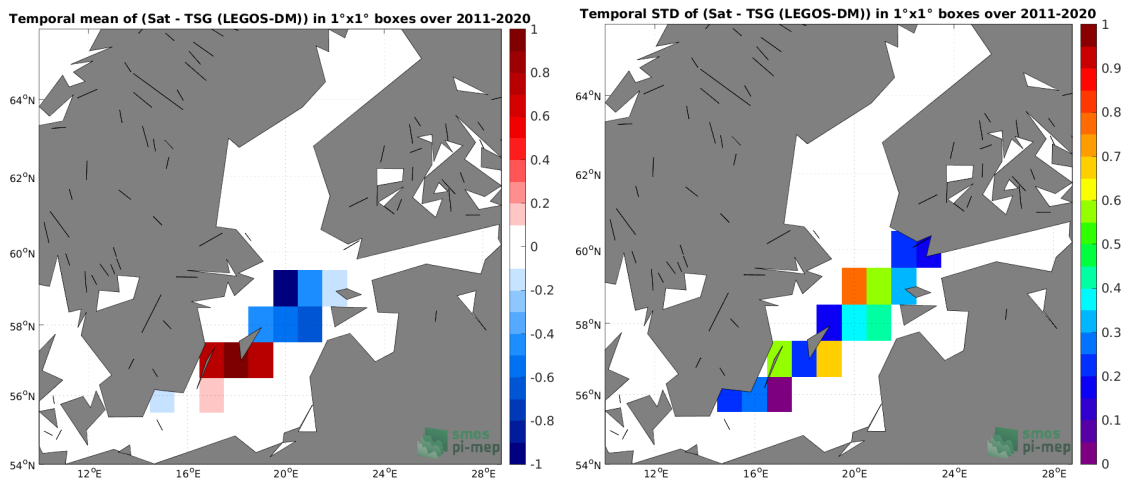 Temporal mean of (Sat - TSG (LEGOS-DM)) in 1°x1° boxes over 2011-2020
64°N
62°N
60°N
58°N
56°N
54°N
12°E
16°E
20°E
24°E
28°E
1
0.8
0.6
0.4
0.2
0
-0.2
-0.4
-0.6
-0.8
-1
smos
pi-mep
Temporal STD of (Sat - TSG (LEGOS-DM)) in 1°x1° boxes over 2011-2020
64°N
62°N
60°N
58°N
56°N
54°N
12°E
16°E
20°E
24°E
28°E
1
0.9
0.8
0.7
0.6
0.5
0.4
0.3
0.2
0.1
0
smos
pi-mep